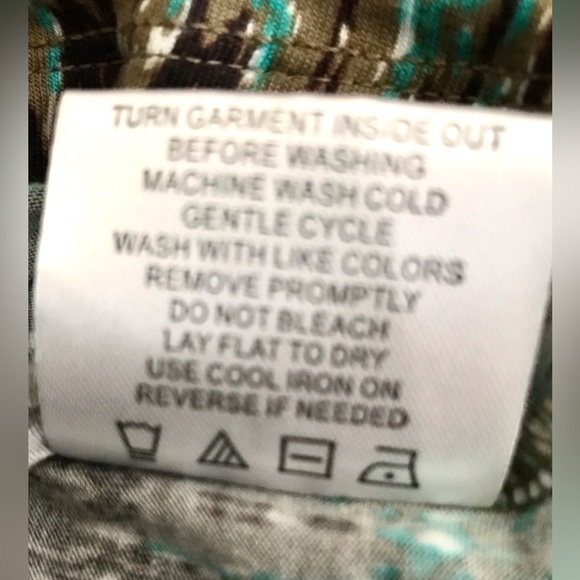 TURN GARMENT INSIDE OUT
BEFORE WASHING
MACHINE WASH COLD
GENTLE CYCLE
WASH WITH LIKE COLORS
REMOVE PROMPTLY
DO NOT BLEACH
LAY FLAT TO DRY
USE COOL IRON ON
REVERSE IF NEEDED